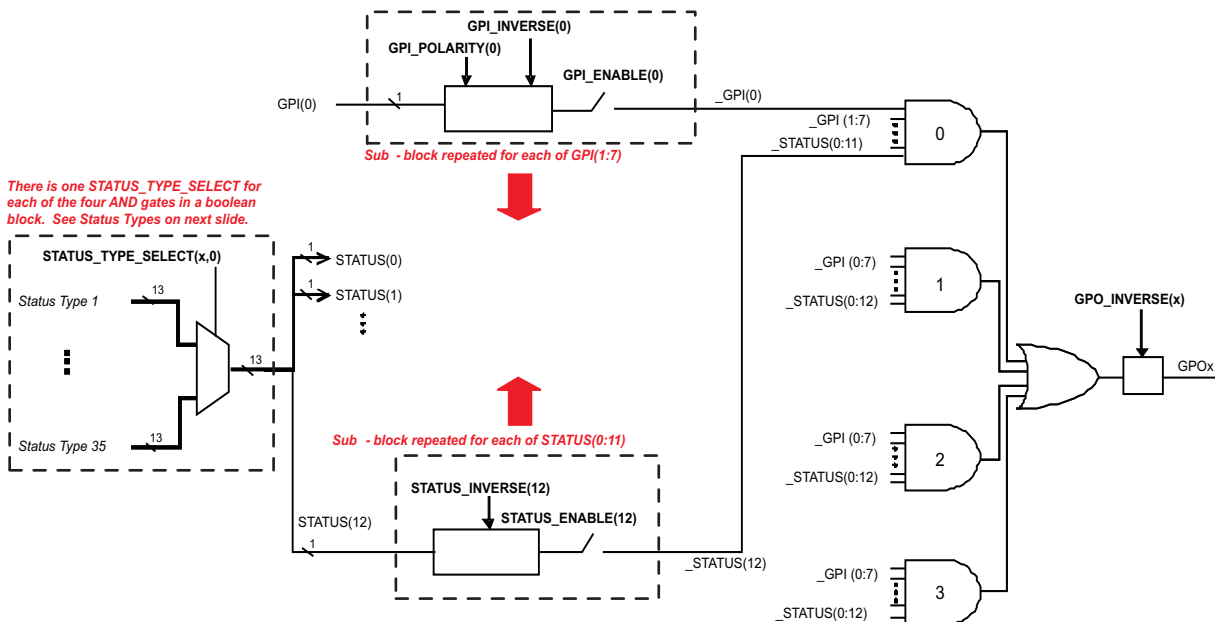 GPI_INVERSE(0)
GPI_POLARITY(0)
GPI_ENABLE(0)
GPI(0)
1
_GPI(0)
_GPI (1:7)
_STATUS(0:11)
0
Sub - block repeated for each of GPI(1:7)
There is one STATUS_TYPE_SELECT for
each of the four AND gates in a boolean
block. See Status Types on next slide.
STATUS_TYPE_SELECT(x,0)
Status Type 1
13
13
Status Type 35
13
1
STATUS(0)
1
STATUS(1)
_GPI (0:7)
_STATUS(0:12)
1
GPO_INVERSE(x)
GPOx
Sub - block repeated for each of STATUS(0:11)
_GPI (0:7)
_STATUS(0:12)
2
STATUS_INVERSE(12)
STATUS_ENABLE(12)
STATUS(12)
1
_STATUS(12)
_GPI (0:7)
_STATUS(0:12)
3